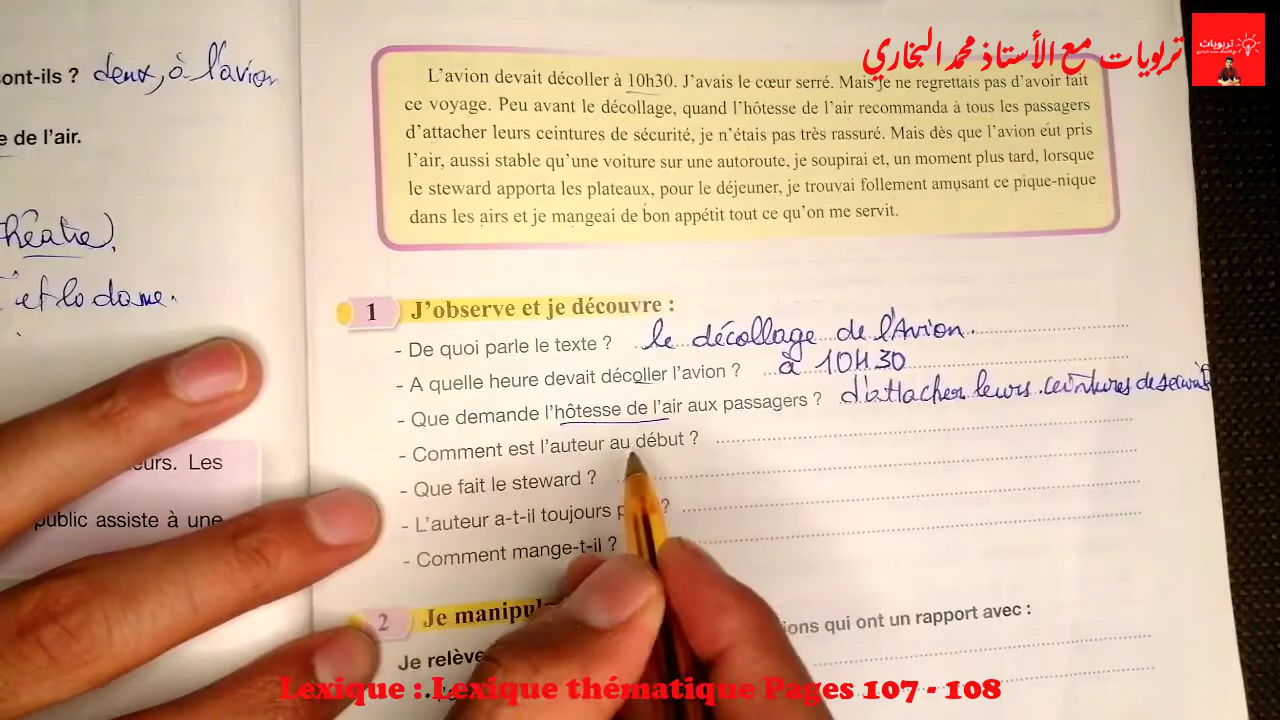 تربويات مع الأستاذ محمد البخاري
تربويات
sont-ils ? deux, à l'avion
e de l'air.
théâtre).
et la dame.
eurs. Les
public assiste à une
L'avion devait décoller à 10h30. J'avais le cœur serré. Mais je ne regrettais pas d'avoir fait
ce voyage. Peu avant le décollage, quand l'hôtesse de l'air recommanda à tous les passagers
d'attacher leurs ceintures de sécurité, je n'étais pas très rassuré. Mais dès que l'avion eut pris
l'air, aussi stable qu'une voiture sur une autoroute, je soupirai et, un moment plus tard, lorsque
le steward apporta les plateaux, pour le déjeuner, je trouvai follement amusant ce pique-nique
dans les airs et je mangeai de bon appétit tout ce qu'on me servit.
1 J'observe et je découvre :
- De quoi parle le texte ? le décollage de l'Avion.
- A quelle heure devait décoller l'avion ? à 10H30
- Que demande l'hôtesse de l'air aux passagers ? d'attacher leurs ceintures de sécurité
- Comment est l'auteur au début ?
- Que fait le steward ?
- L'auteur a-t-il toujours p ?
- Comment mange-t-il ?
2 Je manipul
ions qui ont un rapport avec :
Je relève
Lexique : Lexique thématique Pages 107 - 108